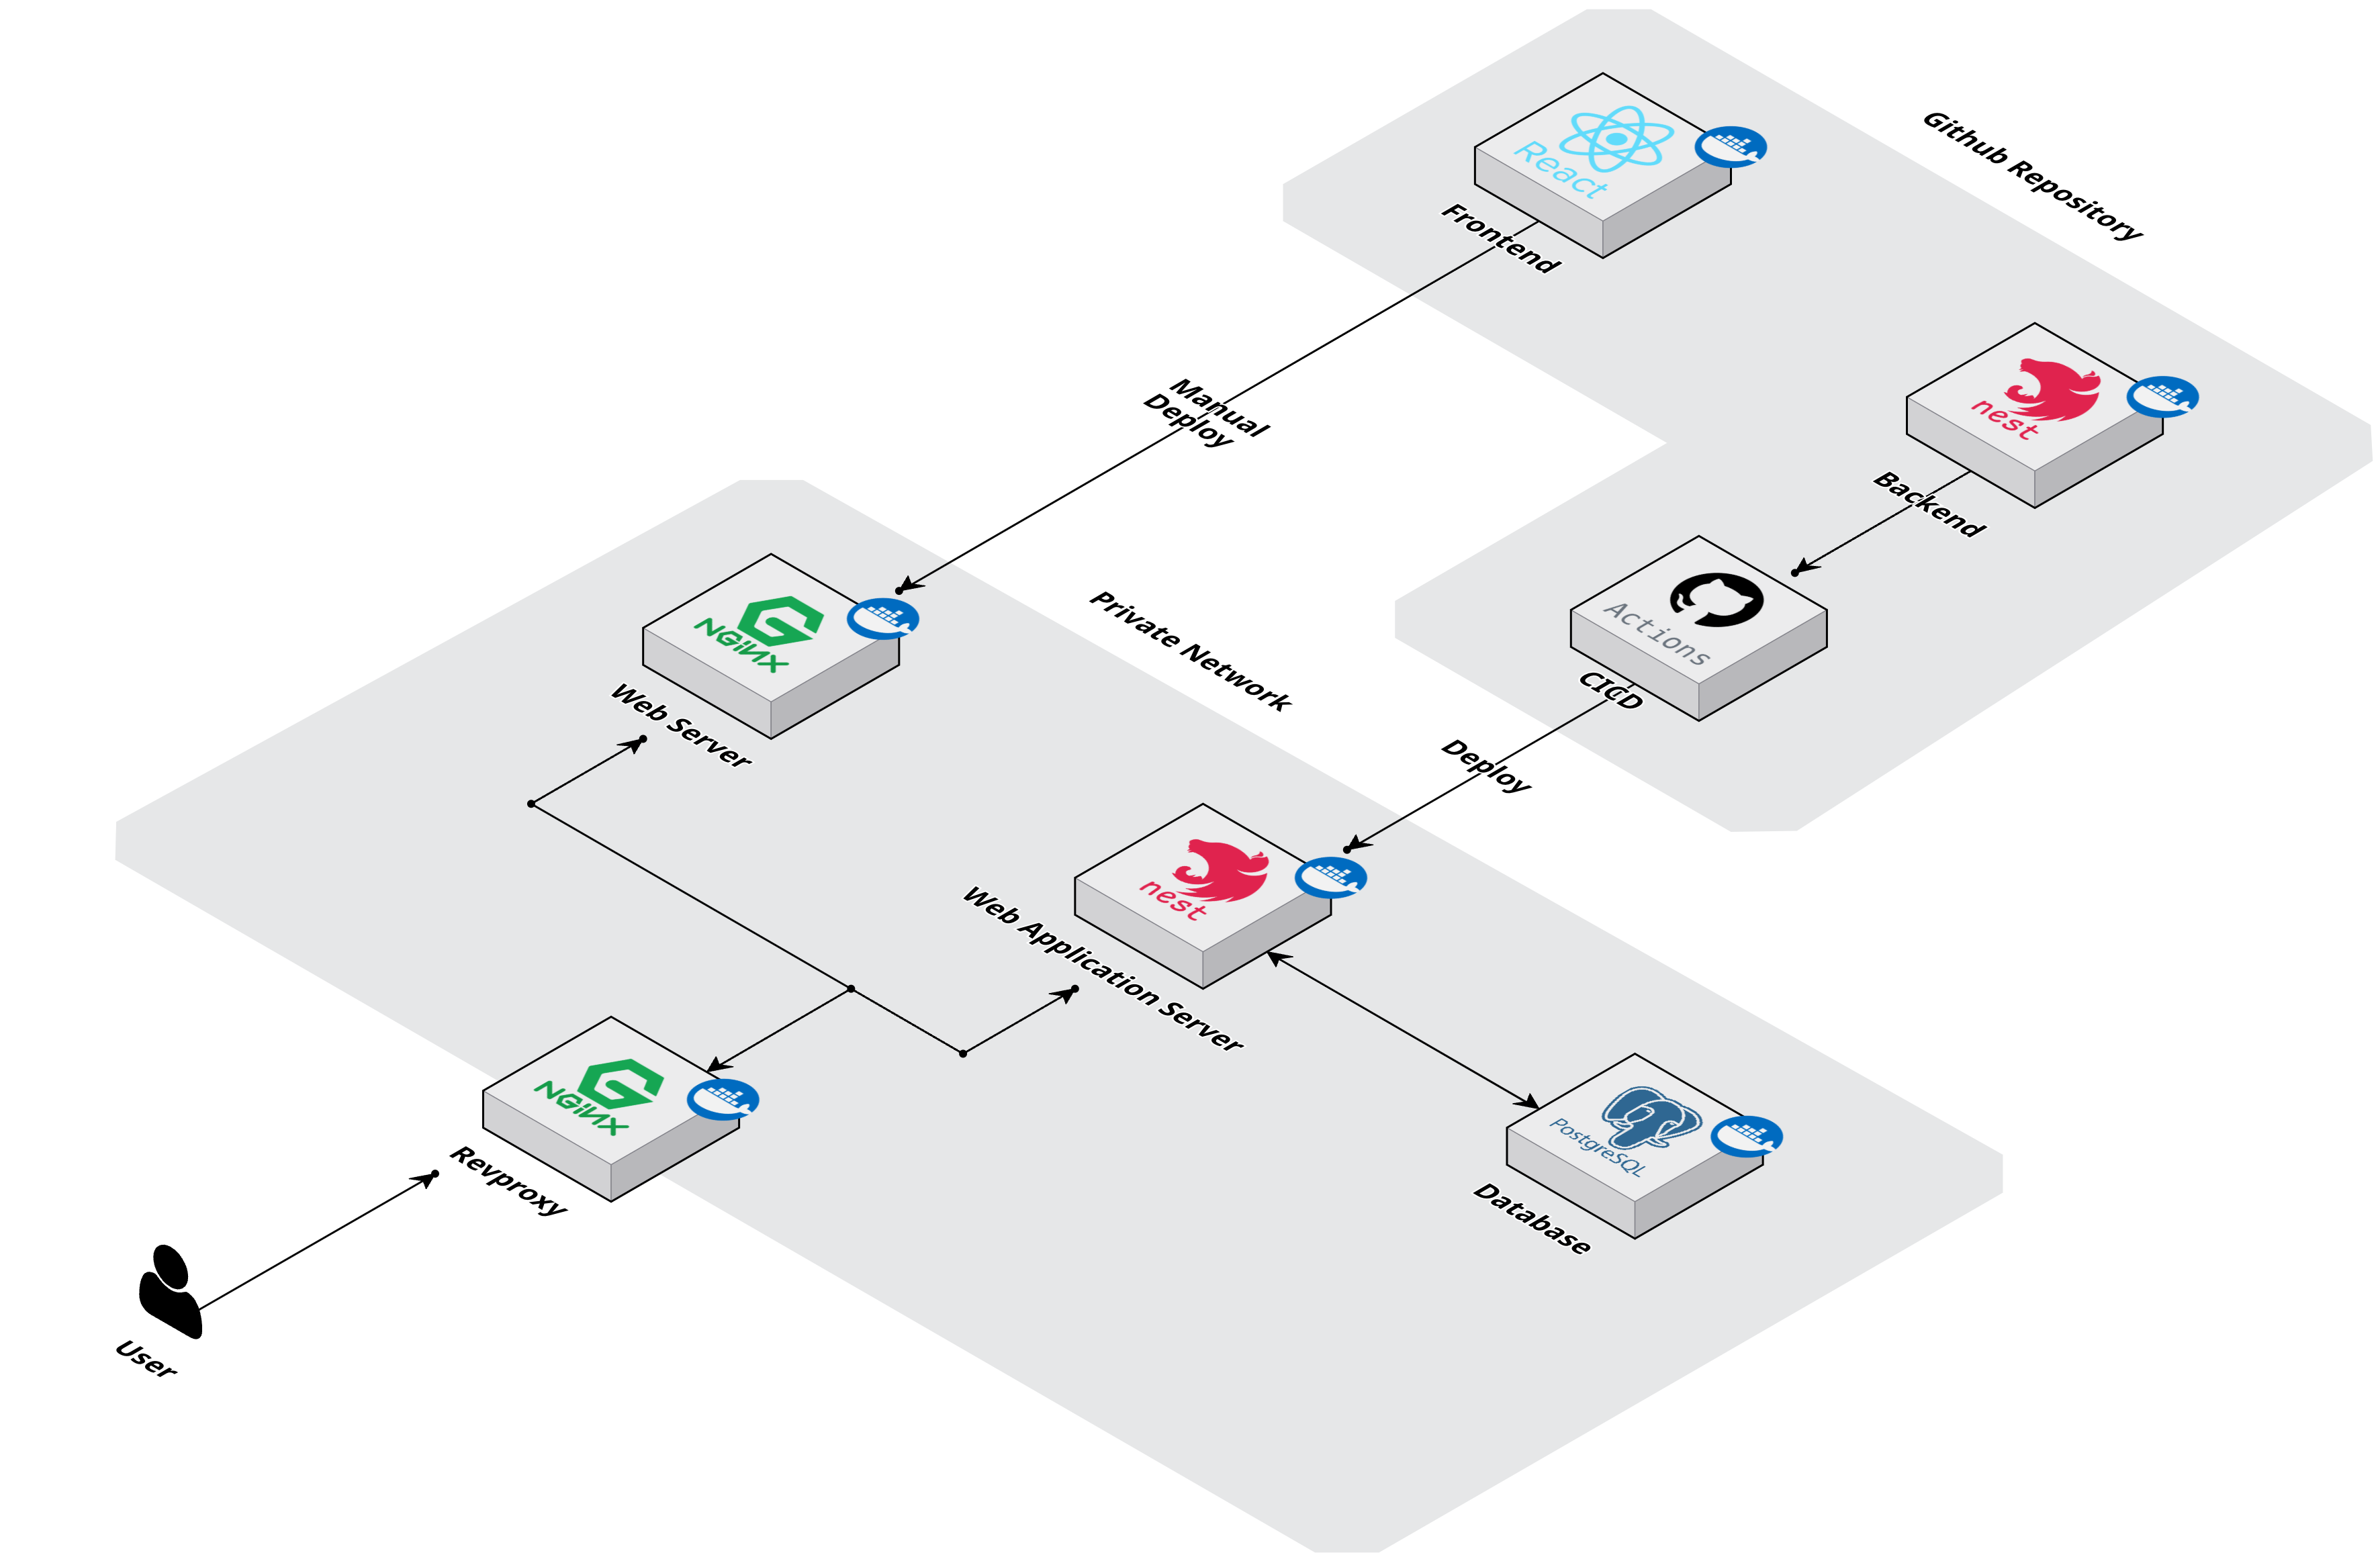 Github Repository
React
Frontend
nest
Backend
Manual
Deploy
Actions
CICD
Deploy
Private Network
NGiNX
Web Server
nest
Web Application Server
NGiNX
Revproxy
PostgreSQL
Database
User